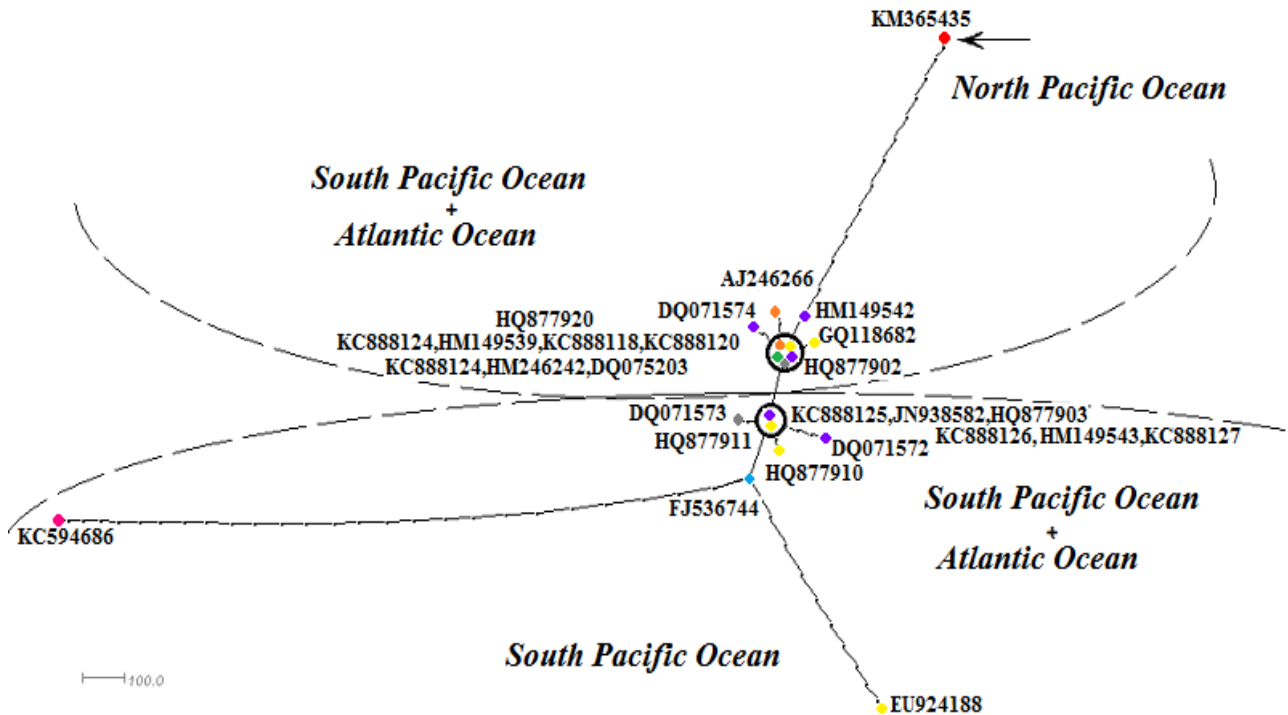 KM365435
North Pacific Ocean
South Pacific Ocean
+
Atlantic Ocean
AJ246266
DQ071574
HM149542
HQ877920
GQ118682
KC888124,HM149539,KC888118,KC888120
KC888124,HM246242,DQ075203
HQ877902
DQ071573
KC888125,JN938582,HQ877903
KC888126,HM149543,KC888127
HQ877911
DQ071572
HQ877910
FJ536744
South Pacific Ocean
+
Atlantic Ocean
KC594686
South Pacific Ocean
100.0
EU924188